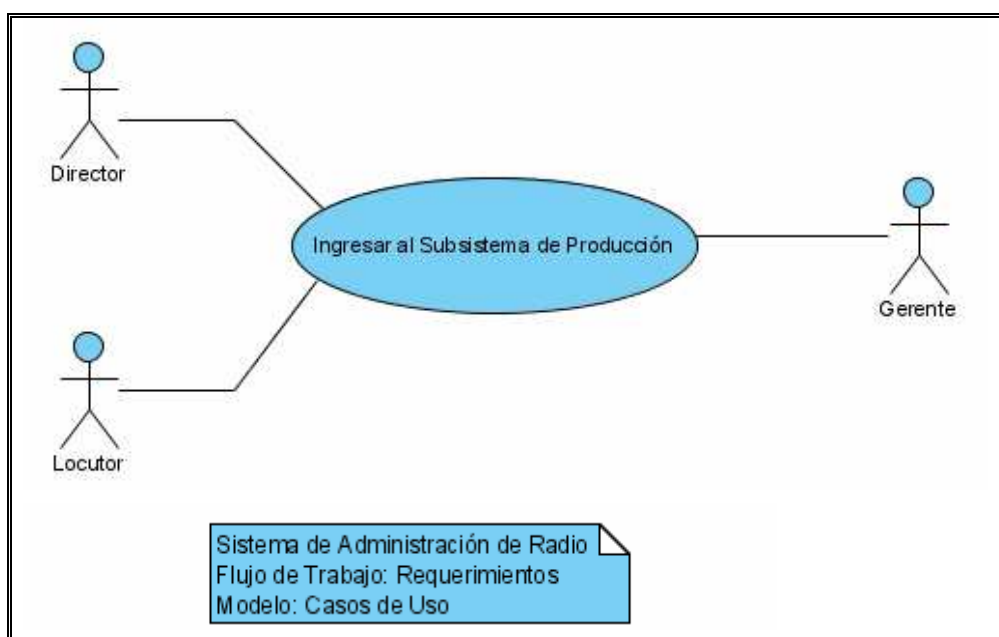 Director
Ingresar al Subsistema de Producción
Gerente
Locutor
Sistema de Administración de Radio
Flujo de Trabajo: Requerimientos
Modelo: Casos de Uso